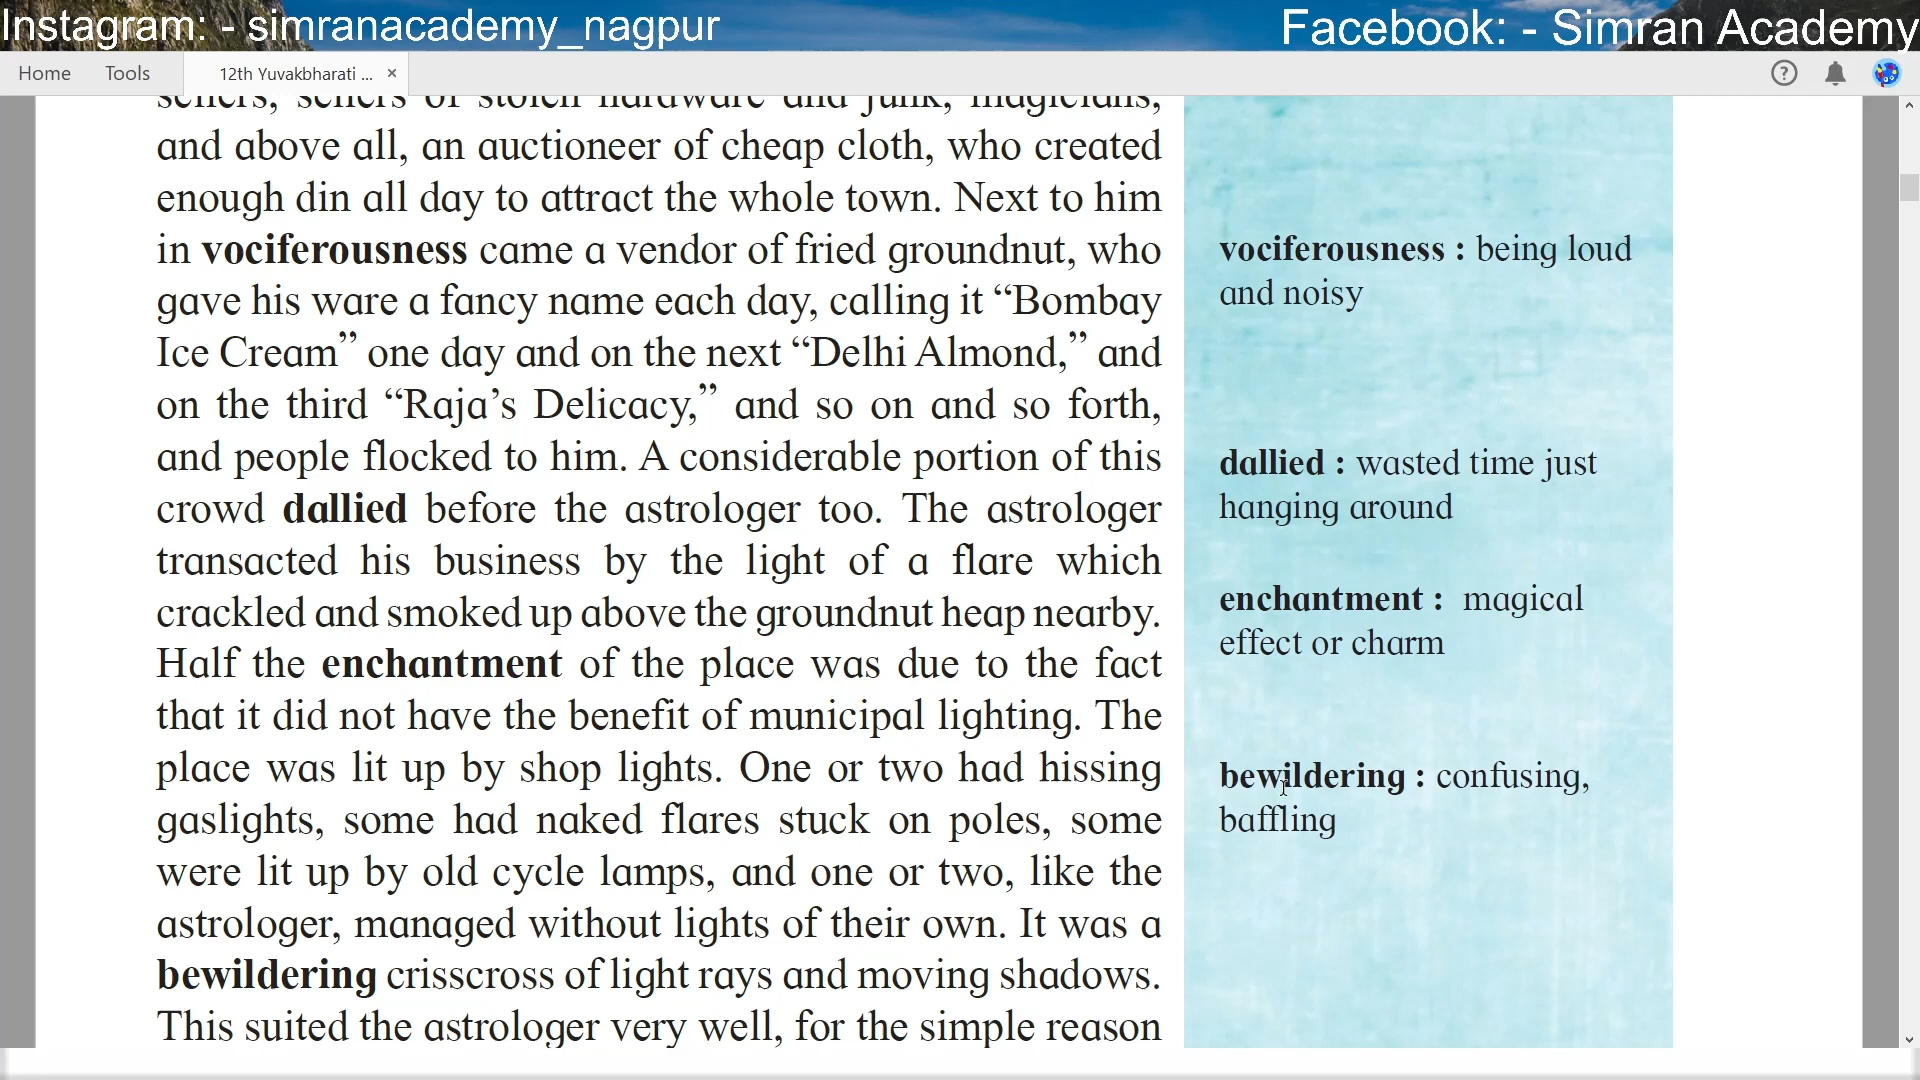 Instagram: - simranacademy_nagpur
Facebook: - Simran Academy
Home Tools 12th Yuvakbharati ... ×
sellers, sellers of stolen hardware and junk, magicians,
and above all, an auctioneer of cheap cloth, who created
enough din all day to attract the whole town. Next to him
in vociferousness came a vendor of fried groundnut, who
gave his ware a fancy name each day, calling it “Bombay
Ice Cream” one day and on the next “Delhi Almond,” and
on the third “Raja’s Delicacy,” and so on and so forth,
and people flocked to him. A considerable portion of this
crowd dallied before the astrologer too. The astrologer
transacted his business by the light of a flare which
crackled and smoked up above the groundnut heap nearby.
Half the enchantment of the place was due to the fact
that it did not have the benefit of municipal lighting. The
place was lit up by shop lights. One or two had hissing
gaslights, some had naked flares stuck on poles, some
were lit up by old cycle lamps, and one or two, like the
astrologer, managed without lights of their own. It was a
bewildering crisscross of light rays and moving shadows.
This suited the astrologer very well, for the simple reason
vociferousness : being loud
and noisy
dallied : wasted time just
hanging around
enchantment : magical
effect or charm
bewildering : confusing,
baffling